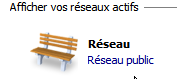 Afficher vos réseaux actifs
Réseau
Réseau public